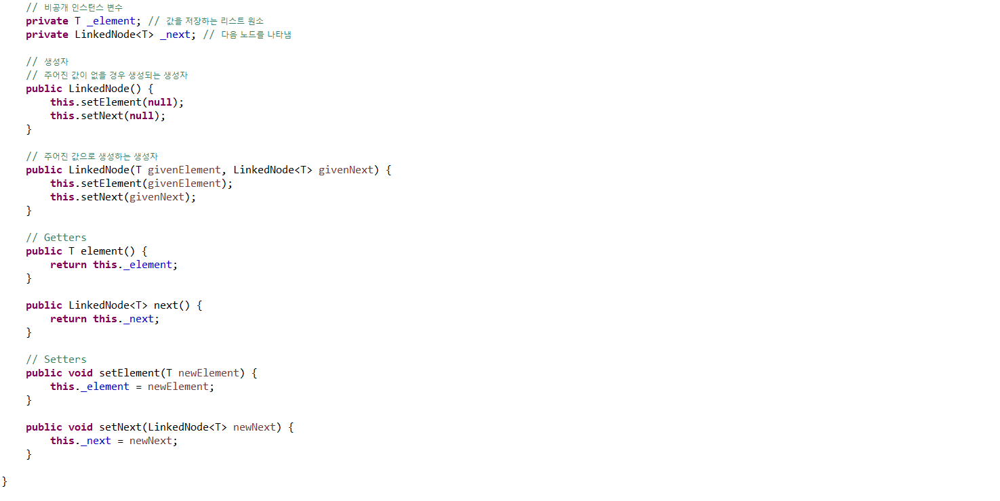 // 비공개 인스턴스 변수
private T _element; // 값을 저장하는 리스트 원소
private LinkedNode<T> _next; // 다음 노드를 나타냄
// 생성자
// 주어진 값이 없을 경우 생성되는 생성자
public LinkedNode() {
this.setElement(null);
this.setNext(null);
}
// 주어진 값으로 생성하는 생성자
public LinkedNode(T givenElement, LinkedNode<T> givenNext) {
this.setElement(givenElement);
this.setNext(givenNext);
}
// Getters
public T element() {
return this._element;
}
public LinkedNode<T> next() {
return this._next;
}
// Setters
public void setElement(T newElement) {
this._element = newElement;
}
public void setNext(LinkedNode<T> newNext) {
this._next = newNext;
}
}